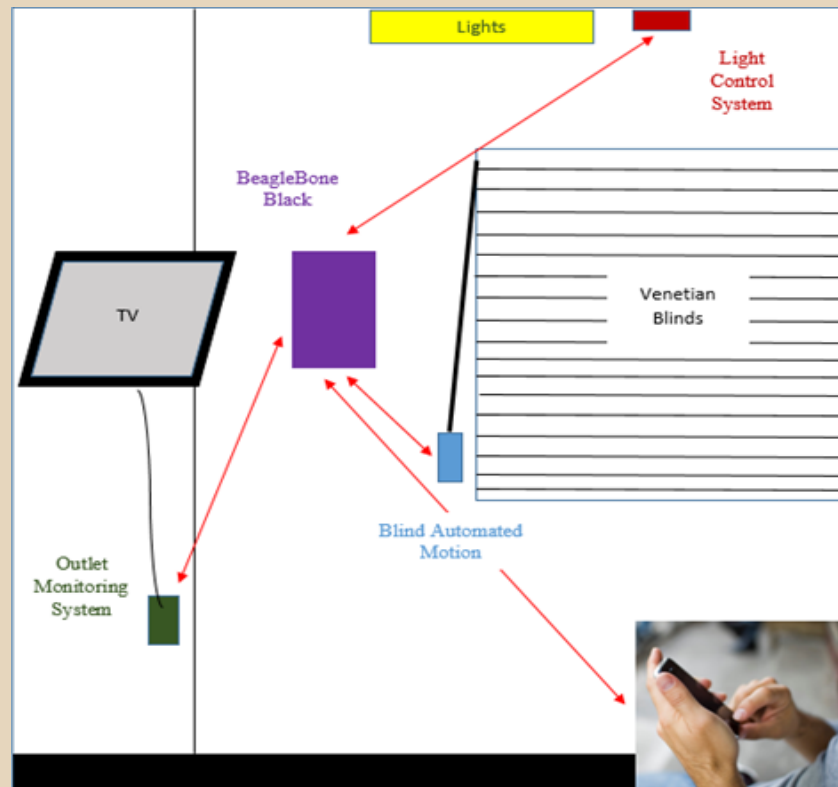 Lights
Light
Control
System
BeagleBone
Black
TV
Venetian
Blinds
Blind Automated
Motion
Outlet
Monitoring
System